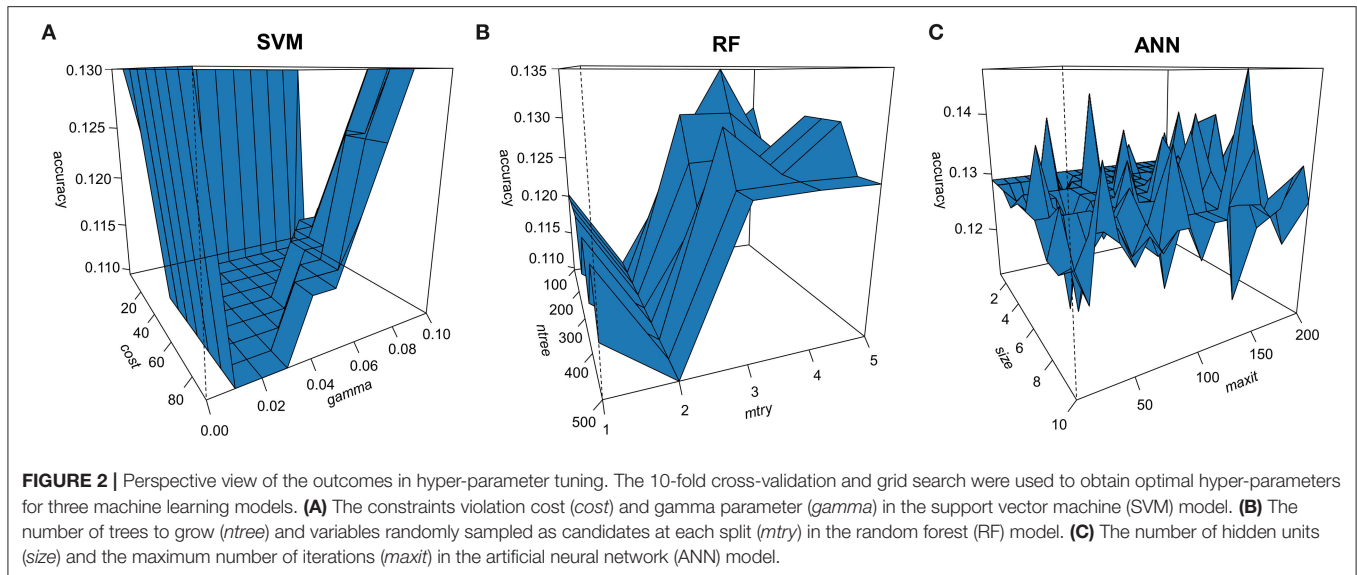 A
SVM
0.130
0.125
0.120
0.115
0.110
accuracy
20
40
60
80
cost
0.00
0.02
0.04
0.06
0.08
0.10
gamma
B
RF
0.135
0.130
0.125
0.120
0.115
0.110
accuracy
100
200
300
400
500
ntree
1
2
3
4
5
mtry
C
ANN
0.14
0.13
0.12
accuracy
2
4
6
8
10
size
50
100
150
200
maxit
FIGURE 2 | Perspective view of the outcomes in hyper-parameter tuning. The 10-fold cross-validation and grid search were used to obtain optimal hyper-parameters
for three machine learning models. (A) The constraints violation cost (cost) and gamma parameter (gamma) in the support vector machine (SVM) model. (B) The
number of trees to grow (ntree) and variables randomly sampled as candidates at each split (mtry) in the random forest (RF) model. (C) The number of hidden units
(size) and the maximum number of iterations (maxit) in the artificial neural network (ANN) model.